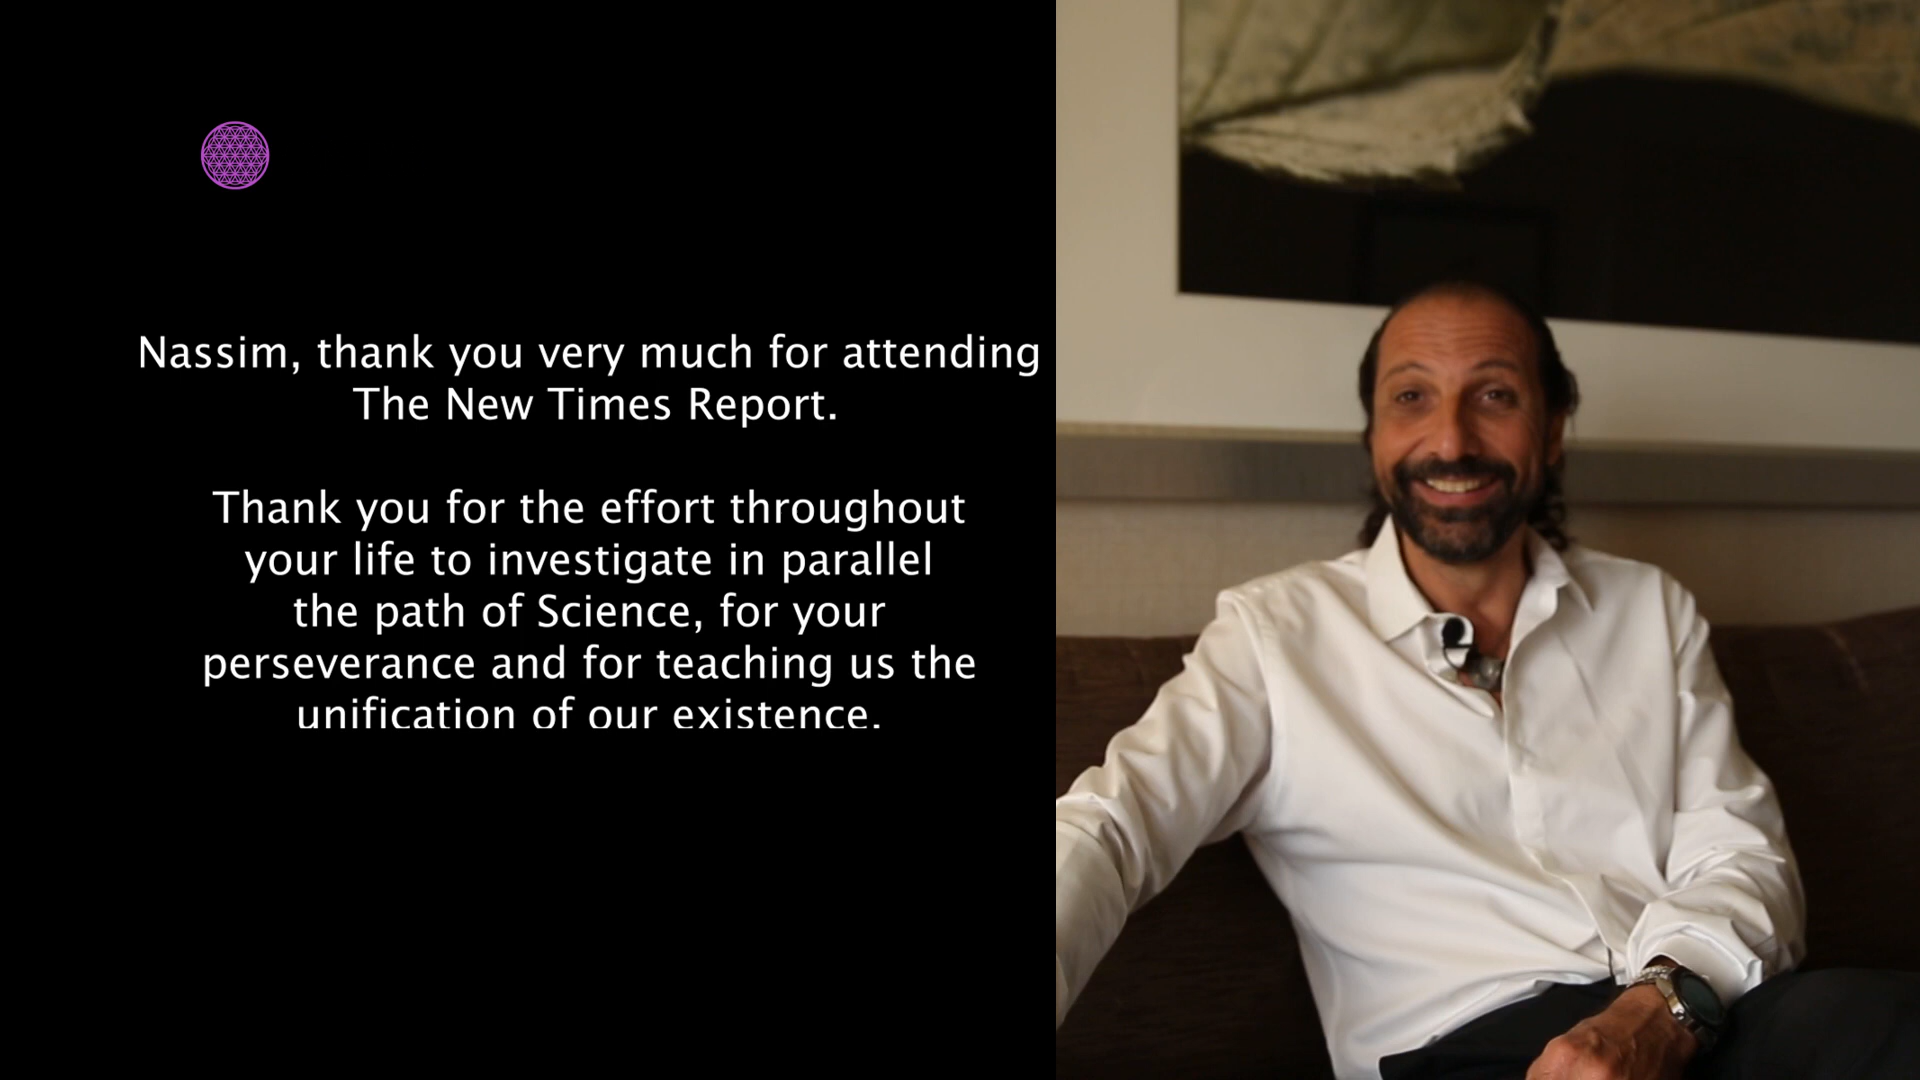 Nassim, thank you very much for attending
The New Times Report.
Thank you for the effort throughout
your life to investigate in parallel
the path of Science, for your
perseverance and for teaching us the
unification of our existence.